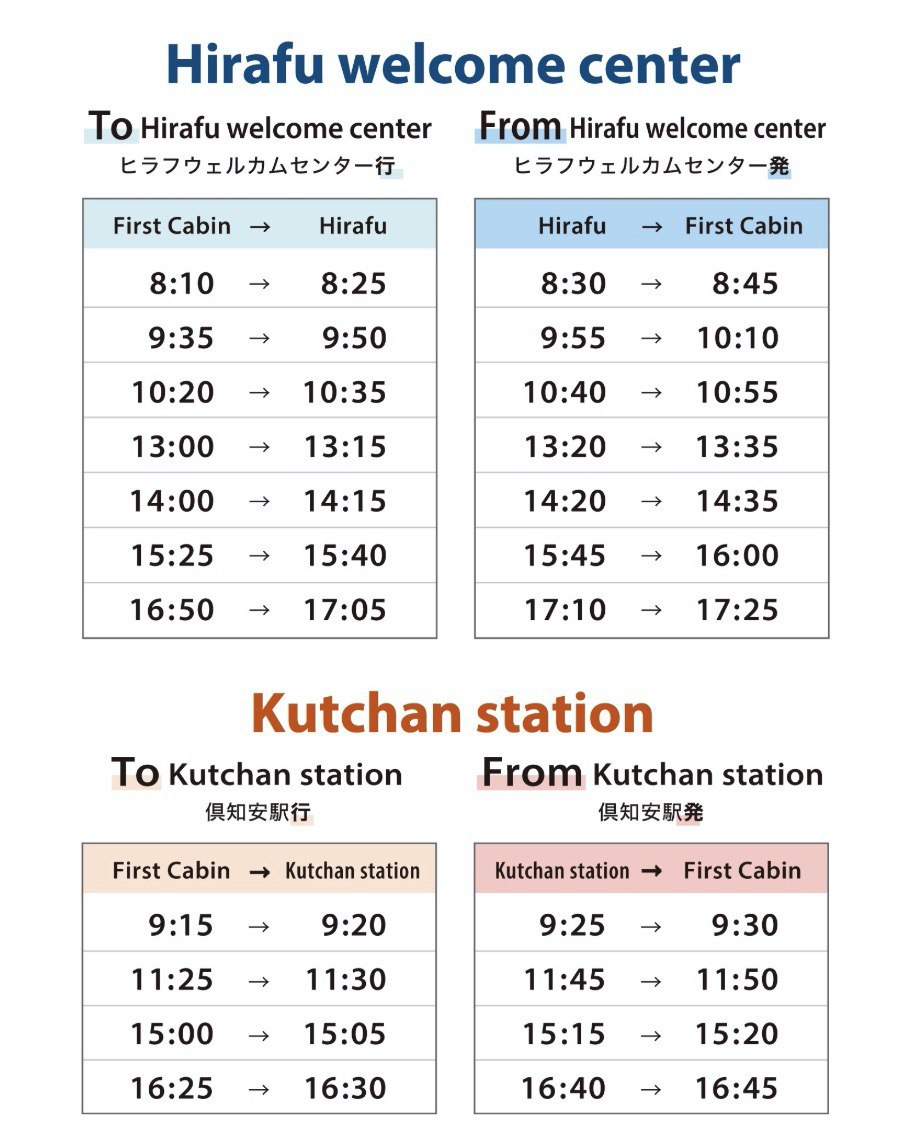 Hirafu welcome center
To Hirafu welcome center
ヒラフウェルカムセンター行
First Cabin → Hirafu
8:10 → 8:25
9:35 → 9:50
10:20 → 10:35
13:00 → 13:15
14:00 → 14:15
15:25 → 15:40
16:50 → 17:05
From Hirafu welcome center
ヒラフウェルカムセンター発
Hirafu → First Cabin
8:30 → 8:45
9:55 → 10:10
10:40 → 10:55
13:20 → 13:35
14:20 → 14:35
15:45 → 16:00
17:10 → 17:25
Kutchan station
To Kutchan station
倶知安駅行
First Cabin → Kutchan station
9:15 → 9:20
11:25 → 11:30
15:00 → 15:05
16:25 → 16:30
From Kutchan station
倶知安駅発
Kutchan station → First Cabin
9:25 → 9:30
11:45 → 11:50
15:15 → 15:20
16:40 → 16:45